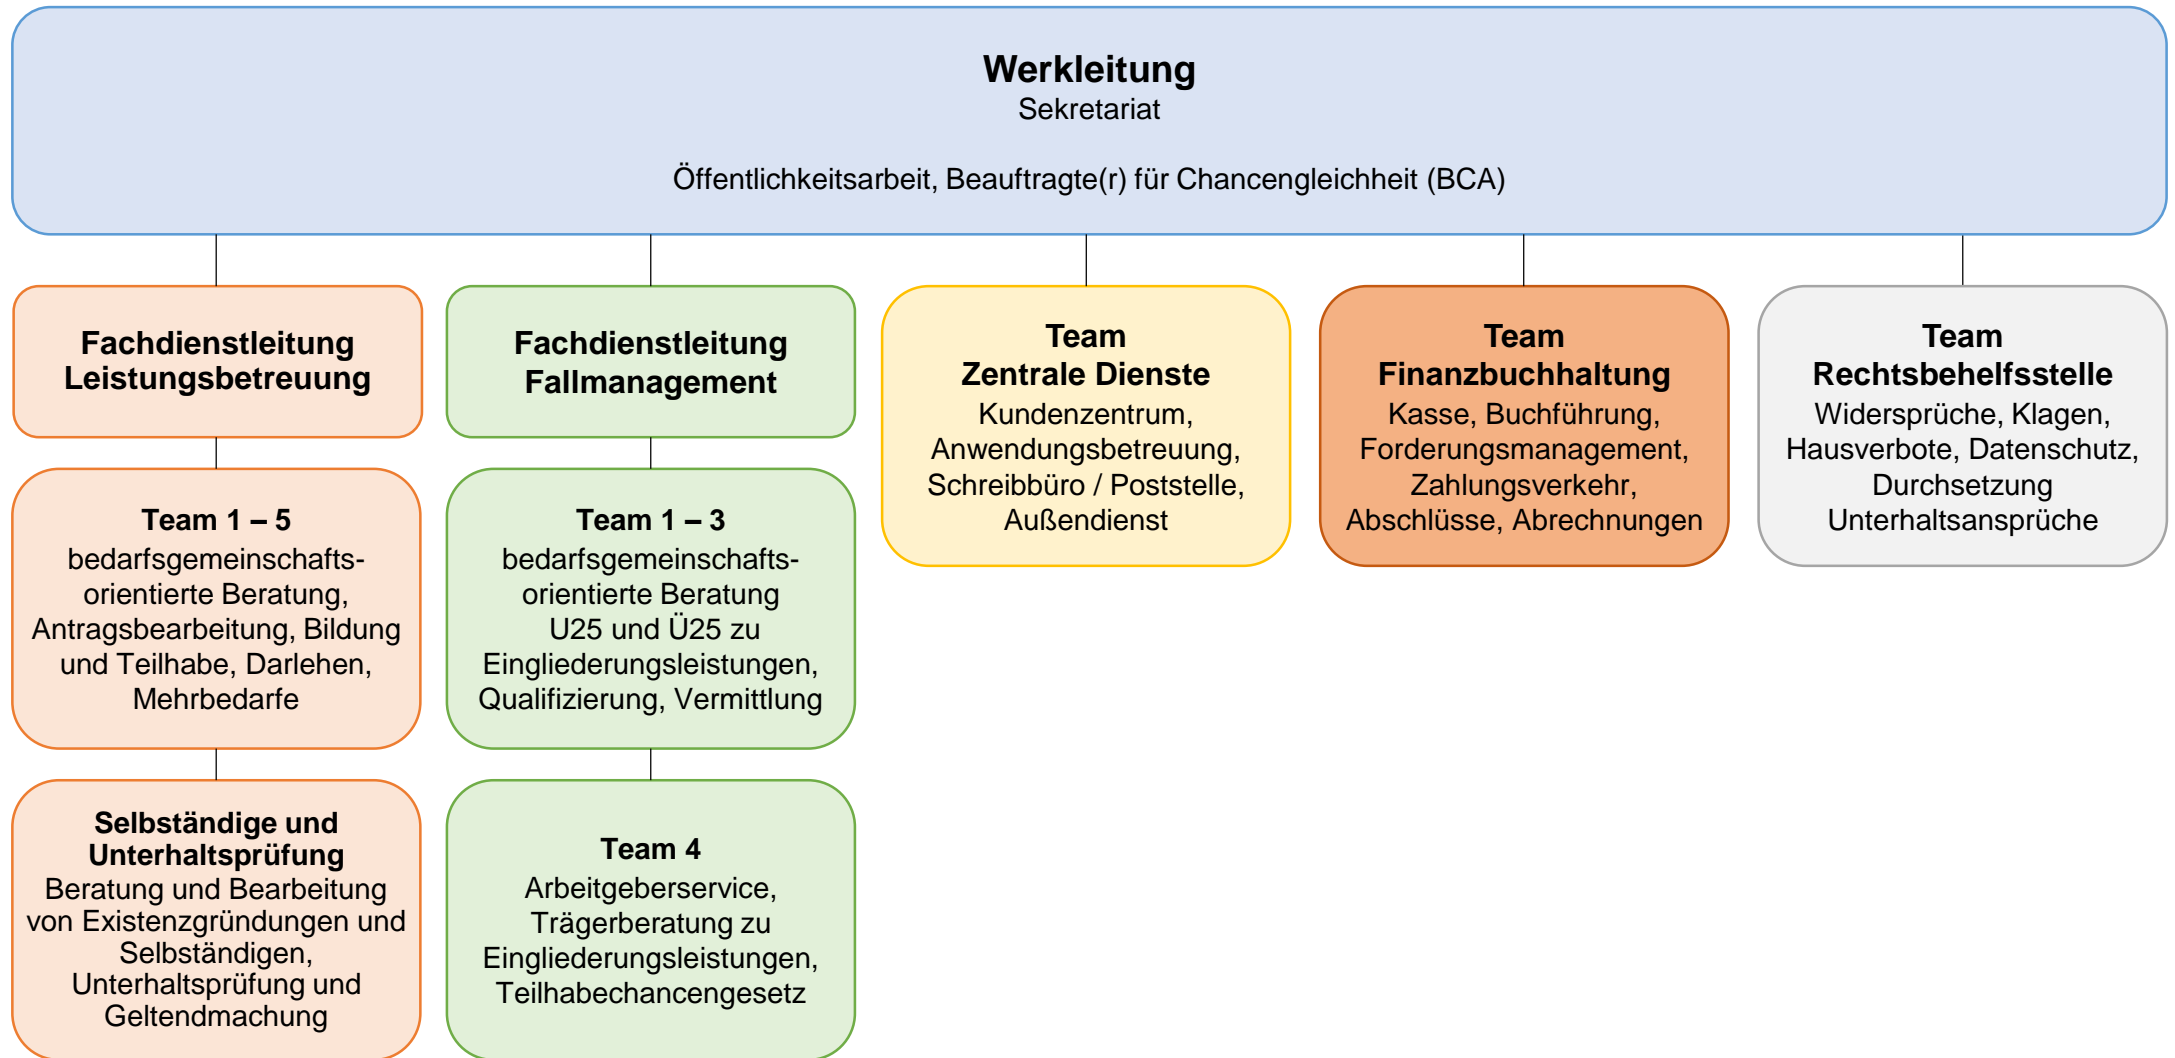 Werkleitung
Sekretariat
Öffentlichkeitsarbeit, Beauftragte(r) für Chancengleichheit (BCA)
Fachdienstleitung
Leistungsbetreuung
Team 1 – 5
bedarfsgemeinschafts-
orientierte Beratung,
Antragsbearbeitung, Bildung
und Teilhabe, Darlehen,
Mehrbedarfe
Selbständige und
Unterhaltsprüfung
Beratung und Bearbeitung
von Existenzgründungen und
Selbständigen,
Unterhaltsprüfung und
Geltendmachung
Fachdienstleitung
Fallmanagement
Team 1 – 3
bedarfsgemeinschafts-
orientierte Beratung
U25 und Ü25 zu
Eingliederungsleistungen,
Qualifizierung, Vermittlung
Team 4
Arbeitgeberservice,
Trägerberatung zu
Eingliederungsleistungen,
Teilhabechancengesetz
Team
Zentrale Dienste
Kundenzentrum,
Anwendungsbetreuung,
Schreibbüro / Poststelle,
Außendienst
Team
Finanzbuchhaltung
Kasse, Buchführung,
Forderungsmanagement,
Zahlungsverkehr,
Abschlüsse, Abrechnungen
Team
Rechtsbehelfsstelle
Widersprüche, Klagen,
Hausverbote, Datenschutz,
Durchsetzung
Unterhaltsansprüche